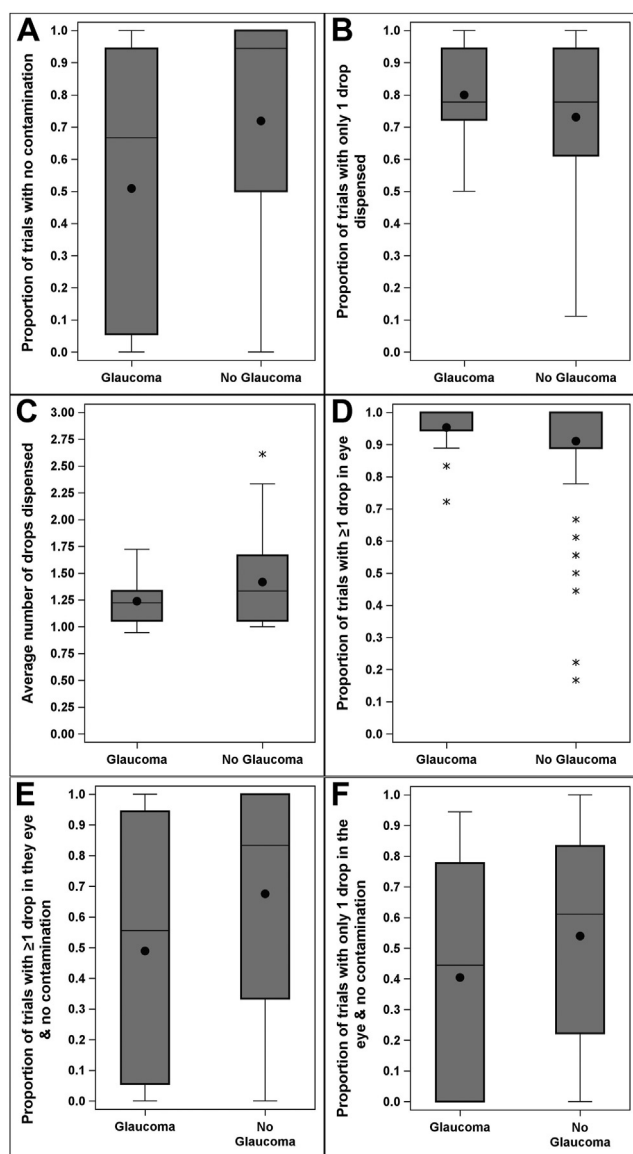 A
Proportion of trials with no contamination
1.0
0.9
0.8
0.7
0.6
0.5
0.4
0.3
0.2
0.1
0.0
Glaucoma
No Glaucoma
B
Proportion of trials with only 1 drop
dispensed
1.0
0.9
0.8
0.7
0.6
0.5
0.4
0.3
0.2
0.1
0.0
Glaucoma
No Glaucoma
C
Average number of drops dispensed
3.00
2.75
2.50
2.25
2.00
1.75
1.50
1.25
1.00
0.75
0.50
0.25
0.00
Glaucoma
No Glaucoma
D
Proportion of trials with ≥1 drop in eye
1.0
0.9
0.8
0.7
0.6
0.5
0.4
0.3
0.2
0.1
0.0
Glaucoma
No Glaucoma
E
Proportion of trials with ≥1 drop in they eye
& no contamination
1.0
0.9
0.8
0.7
0.6
0.5
0.4
0.3
0.2
0.1
0.0
Glaucoma
No
Glaucoma
F
Proportion of trials with only 1 drop in the
eye & no contamination
1.0
0.9
0.8
0.7
0.6
0.5
0.4
0.3
0.2
0.1
0.0
Glaucoma
No
Glaucoma